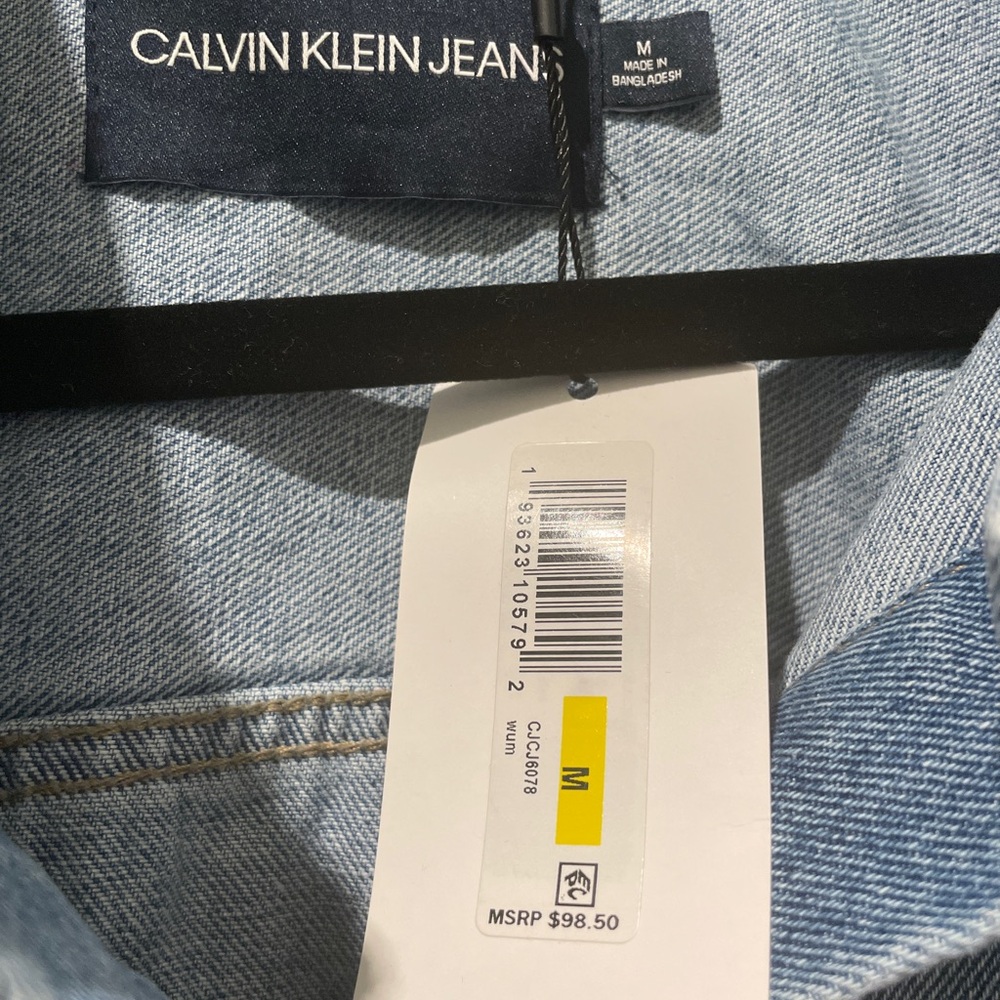 CALVIN KLEIN JEANS
M
MADE IN
BANGLADESH
1 93623 10579 2
CJCJ6078
wum
M
MSRP $98.50